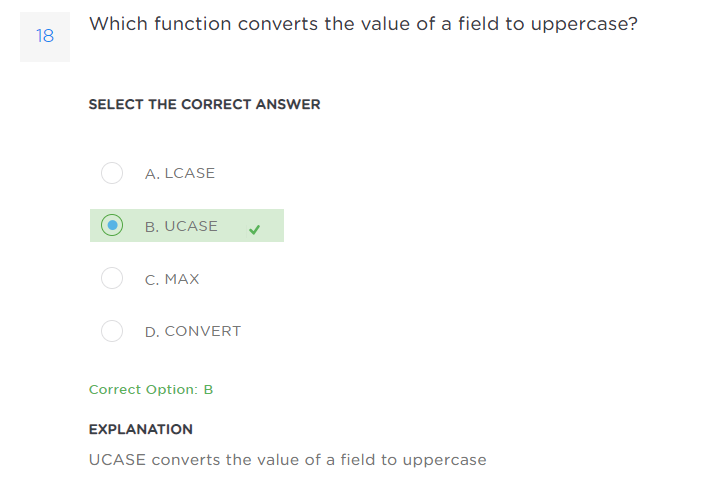 18
Which function converts the value of a field to uppercase?
SELECT THE CORRECT ANSWER
A. LCASE
B. UCASE
C. MAX
D. CONVERT
Correct Option: B
EXPLANATION
UCASE converts the value of a field to uppercase